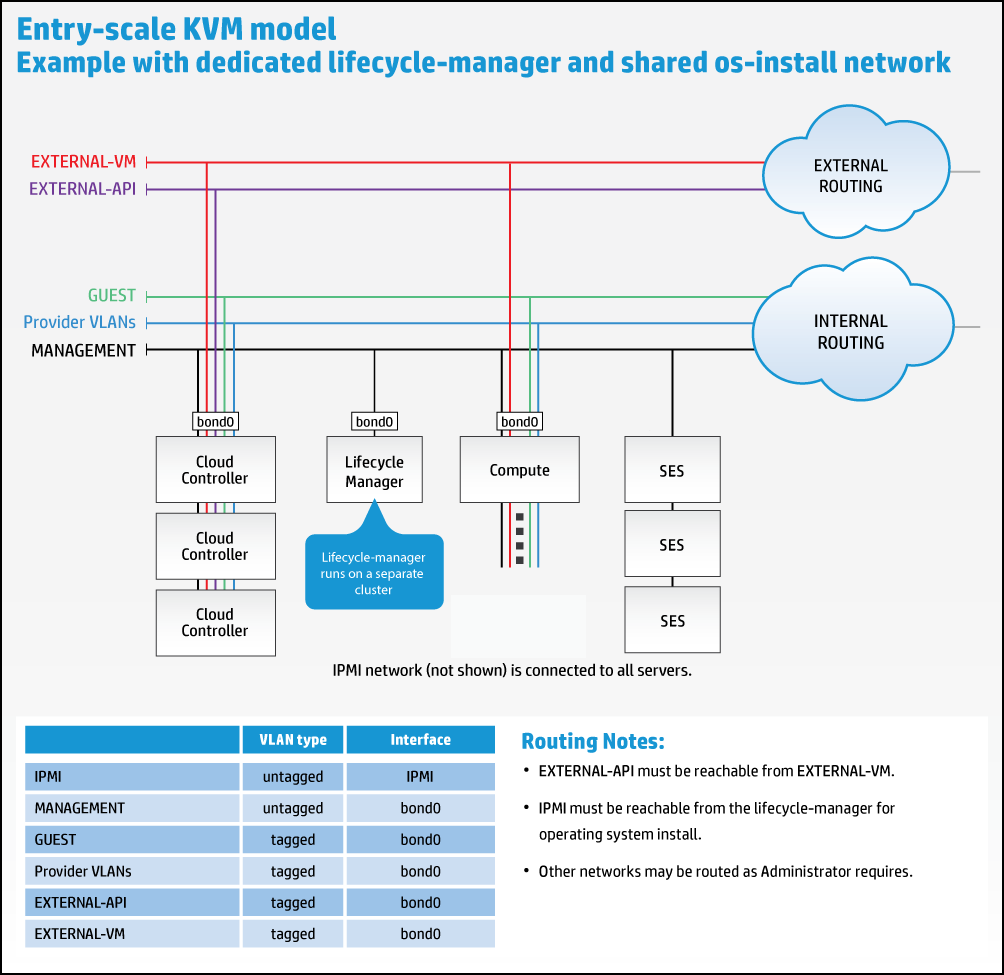 Entry-scale KVM model
Example with dedicated lifecycle-manager and shared os-install network
EXTERNAL-VM
EXTERNAL-API
EXTERNAL
ROUTING
GUEST
Provider VLANs
MANAGEMENT
INTERNAL
ROUTING
bond0
bond0
bond0
Cloud
Controller
Lifecycle
Manager
Compute
SES
Cloud
Controller
Lifecycle-manager
runs on a separate
cluster
SES
Cloud
Controller
SES
IPMI network (not shown) is connected to all servers.
VLAN type Interface
IPMI untagged IPMI
MANAGEMENT untagged bond0
GUEST tagged bond0
Provider VLANs tagged bond0
EXTERNAL-API tagged bond0
EXTERNAL-VM tagged bond0
Routing Notes:
• EXTERNAL-API must be reachable from EXTERNAL-VM.
• IPMI must be reachable from the lifecycle-manager for
operating system install.
• Other networks may be routed as Administrator requires.